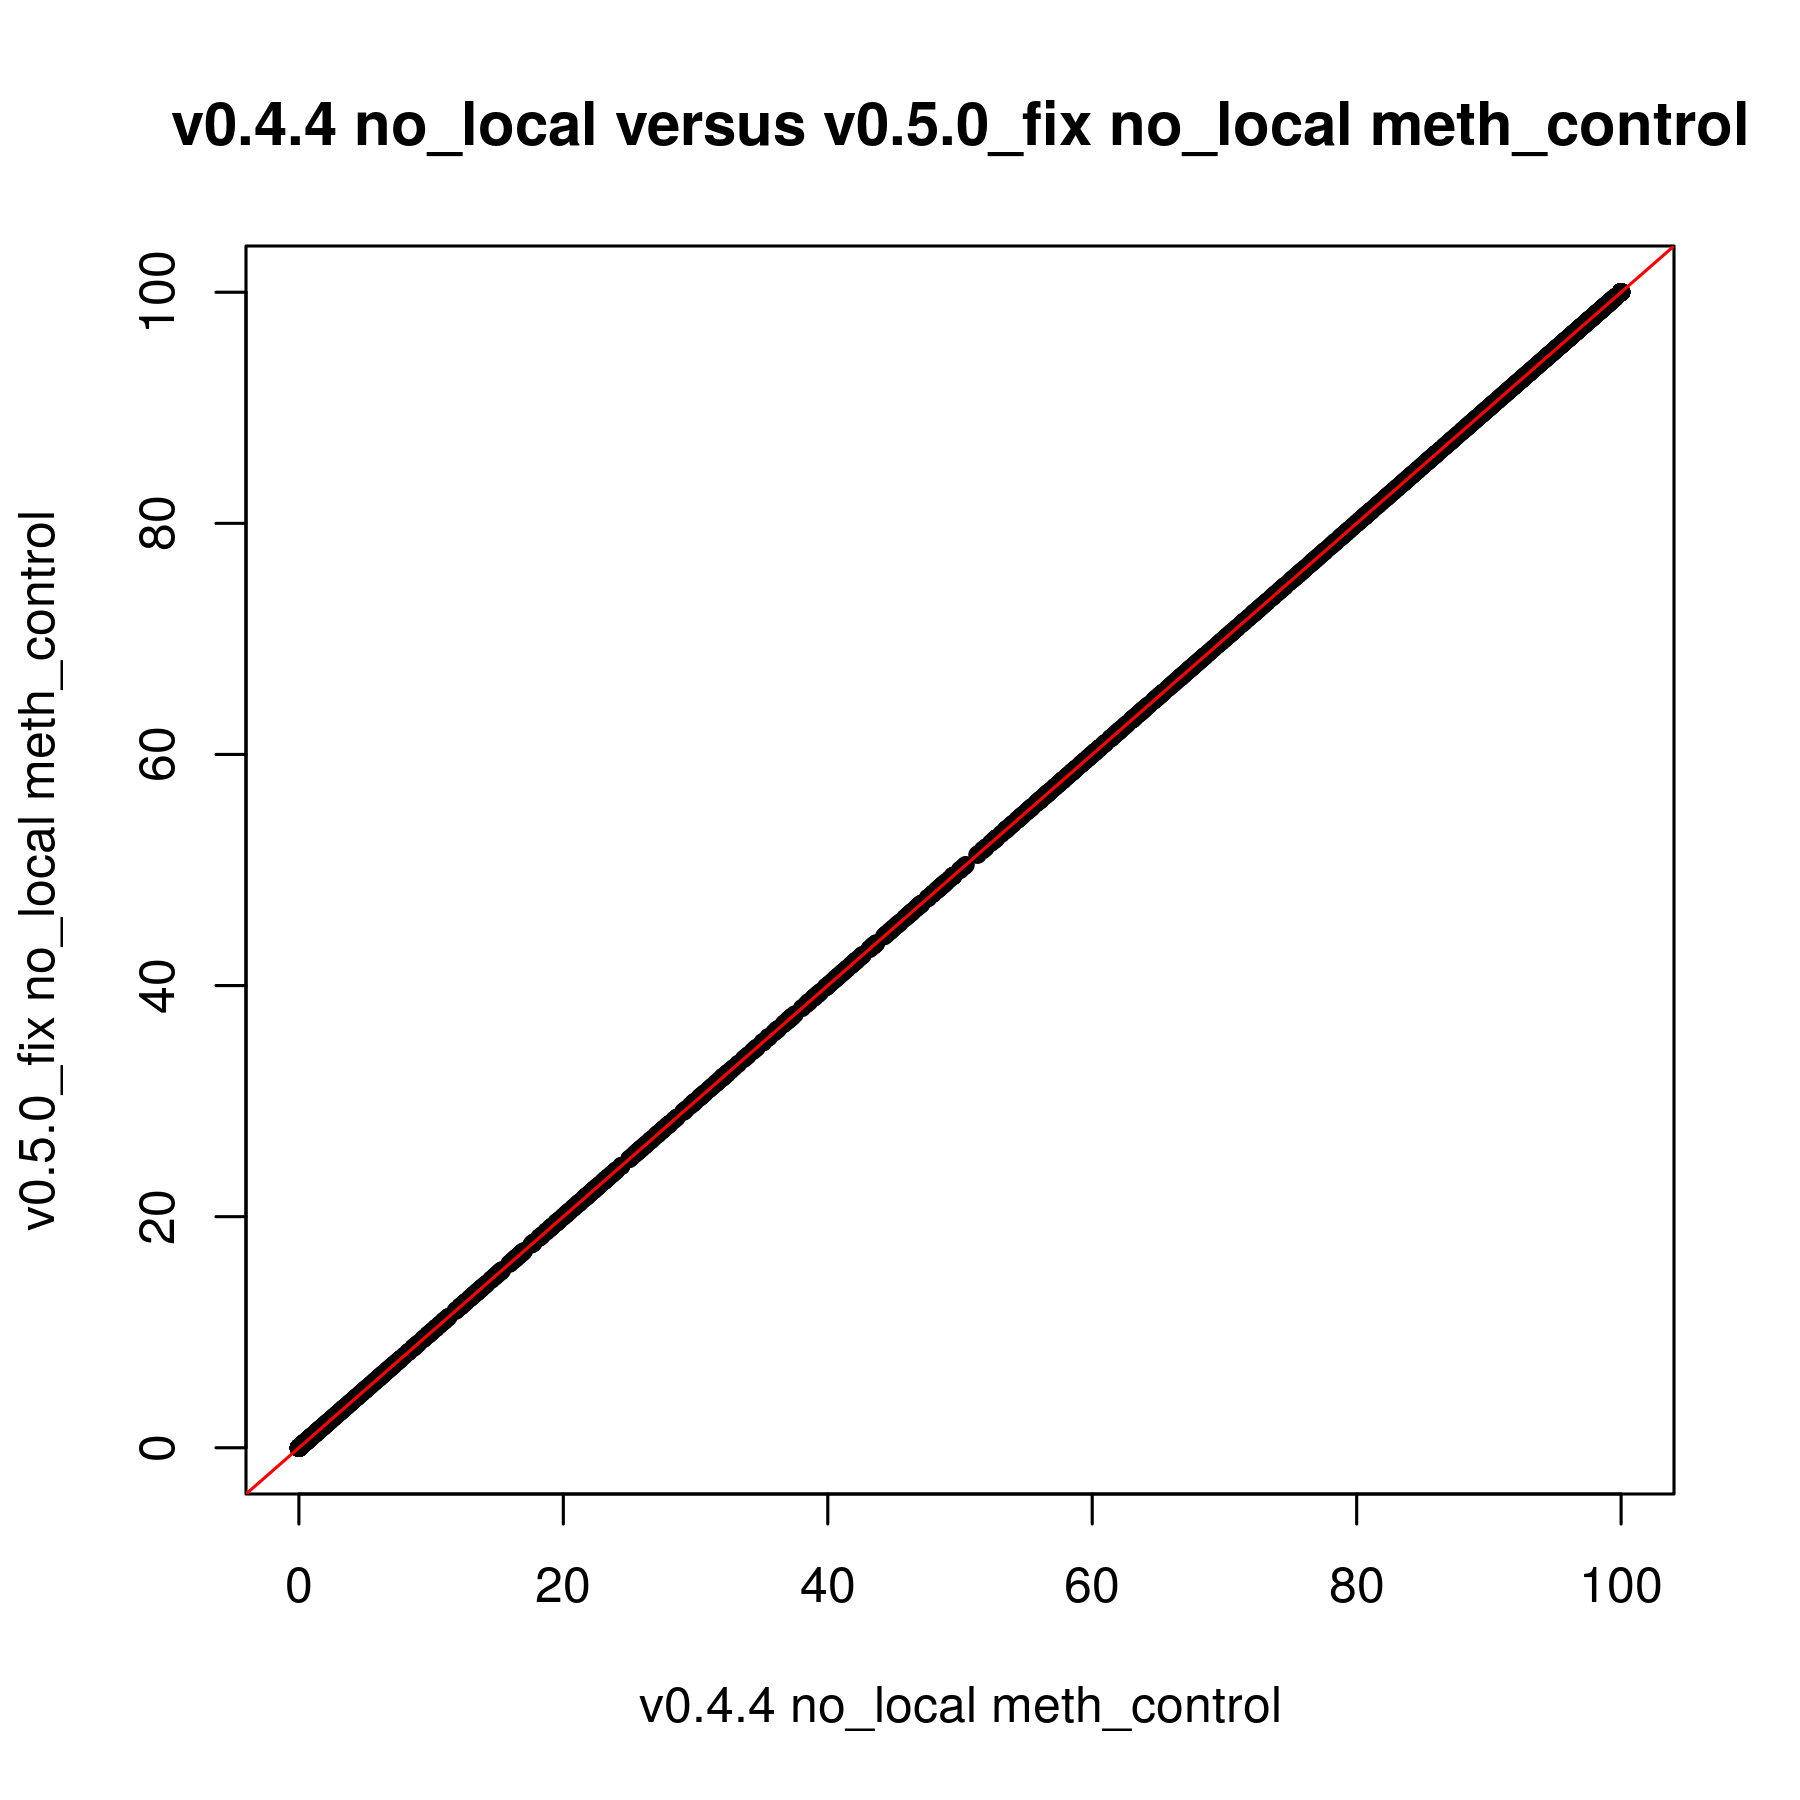 v0.4.4 no_local versus v0.5.0_fix no_local meth_control
v0.5.0_fix no_local meth_control
100
80
60
40
20
0
0 20 40 60 80 100
v0.4.4 no_local meth_control